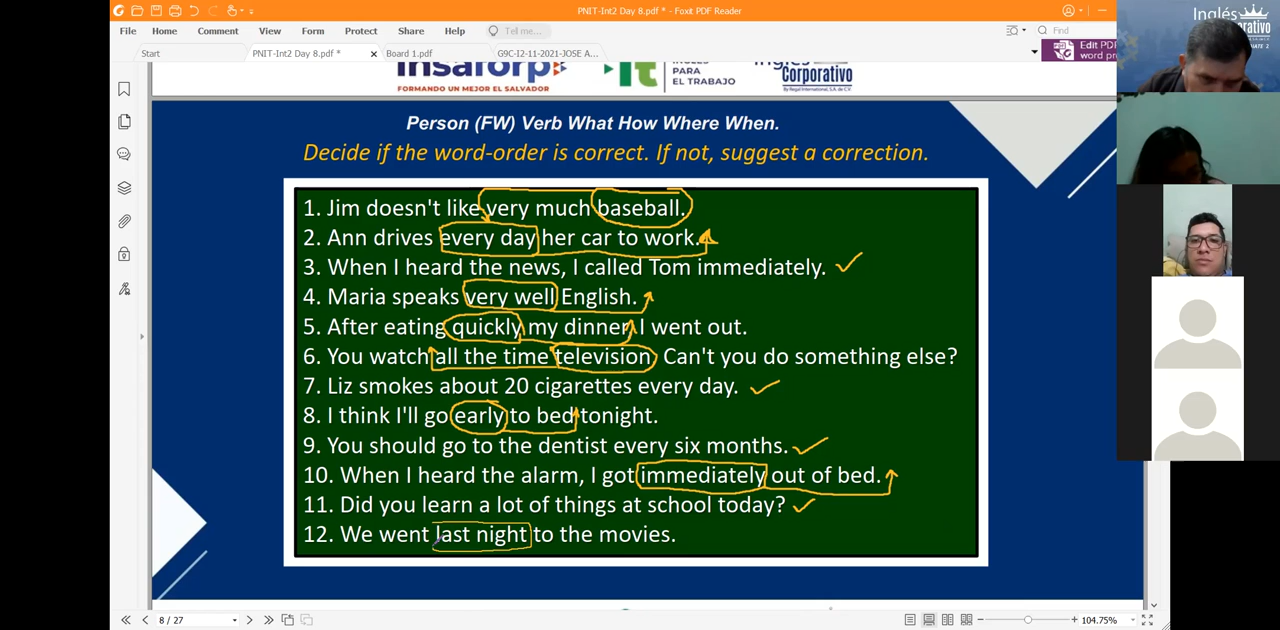 PNIT-Int2 Day 8.pdf * - Foxit PDF Reader
File Home Comment View Form Protect Share Help Tell me... Find
Start PNIT-Int2 Day 8.pdf * Board 1.pdf G9C-I2-11-2021-JOSE A...
Edit PDF
word pr
Inglés
insaforp
FORMANDO UN MEJOR EL SALVADOR
it
INGLÉS
PARA
EL TRABAJO
Inglés
Corporativo
Person (FW) Verb What How Where When.
Decide if the word-order is correct. If not, suggest a correction.
1. Jim doesn't like very much baseball.
2. Ann drives every day her car to work.
3. When I heard the news, I called Tom immediately.
4. Maria speaks very well English.
5. After eating quickly my dinner, I went out.
6. You watch all the time television. Can't you do something else?
7. Liz smokes about 20 cigarettes every day.
8. I think I'll go early to bed tonight.
9. You should go to the dentist every six months.
10. When I heard the alarm, I got immediately out of bed.
11. Did you learn a lot of things at school today?
12. We went last night to the movies.
8 / 27
104.75%